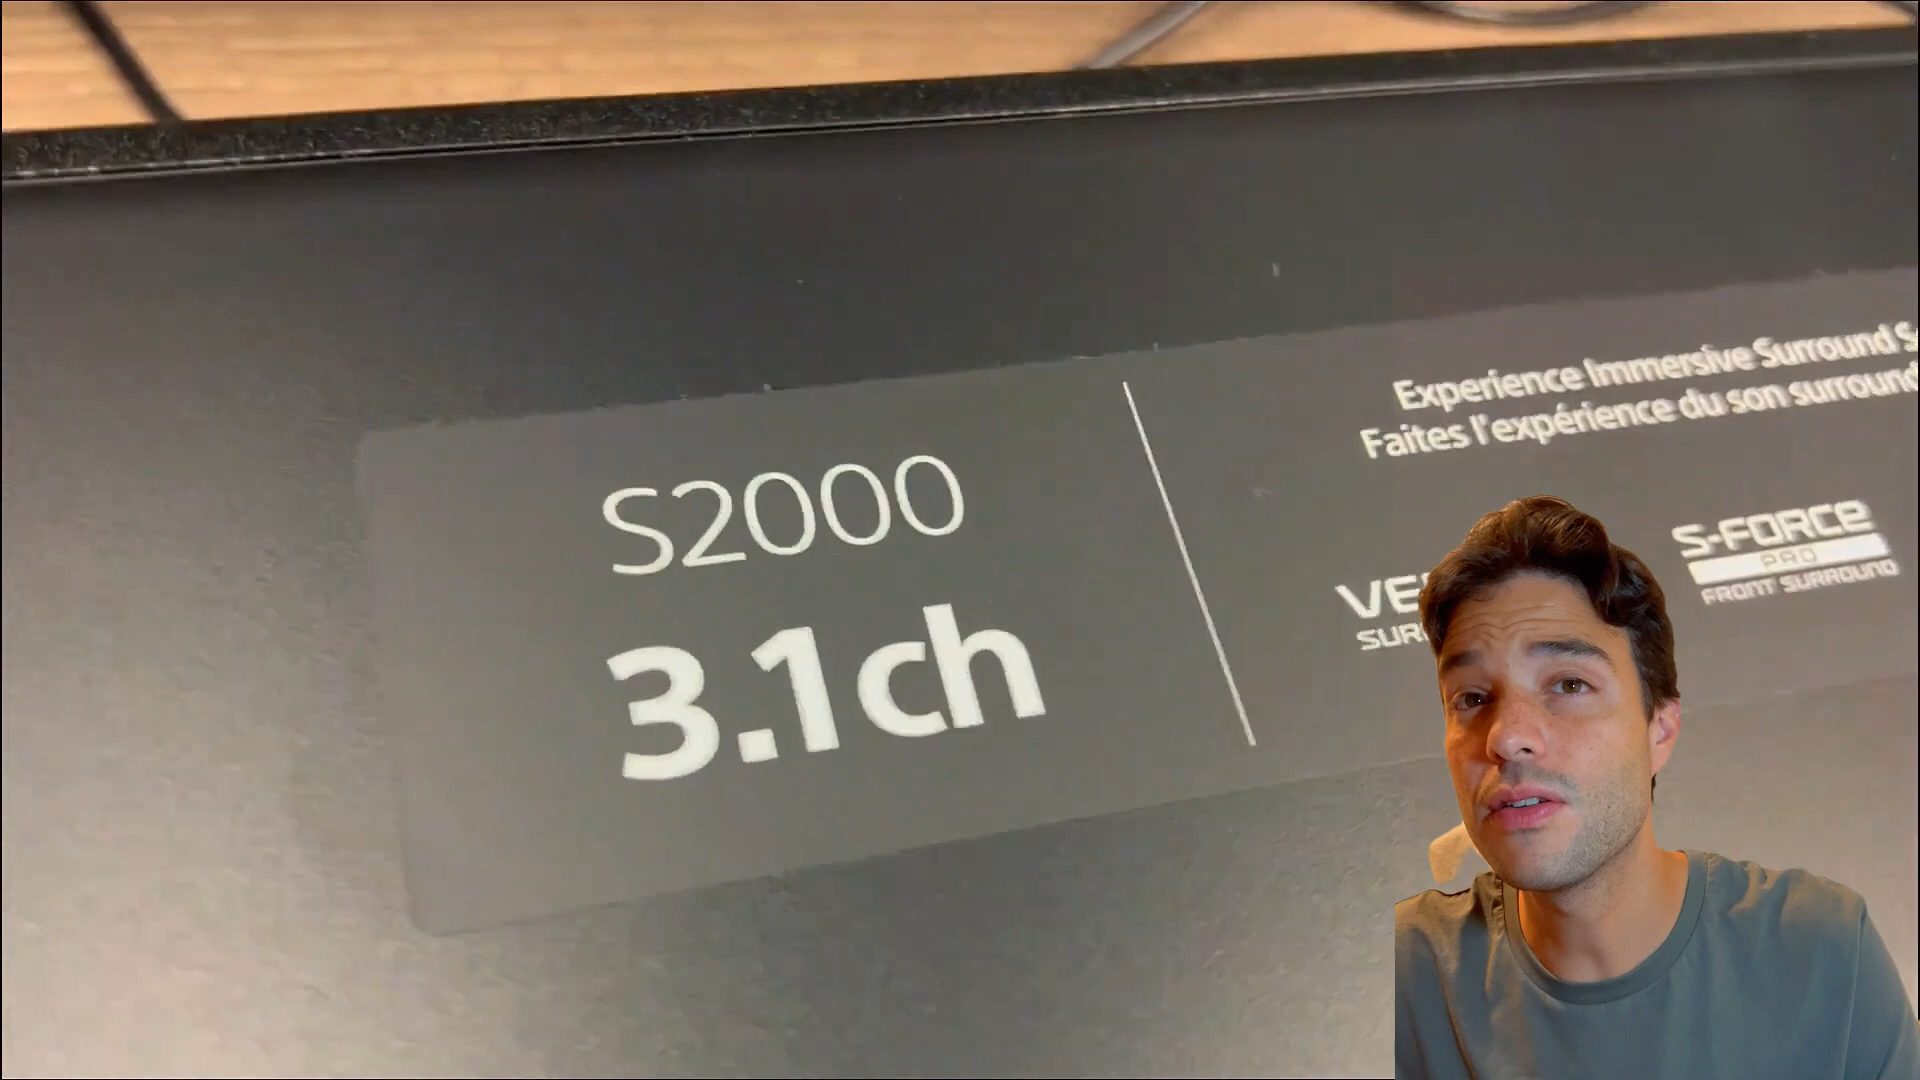 S2000
3.1ch
Experience Immersive Surround
Faites l'expérience du son surround
S-FORCE
PRO
FRONT SURROUND